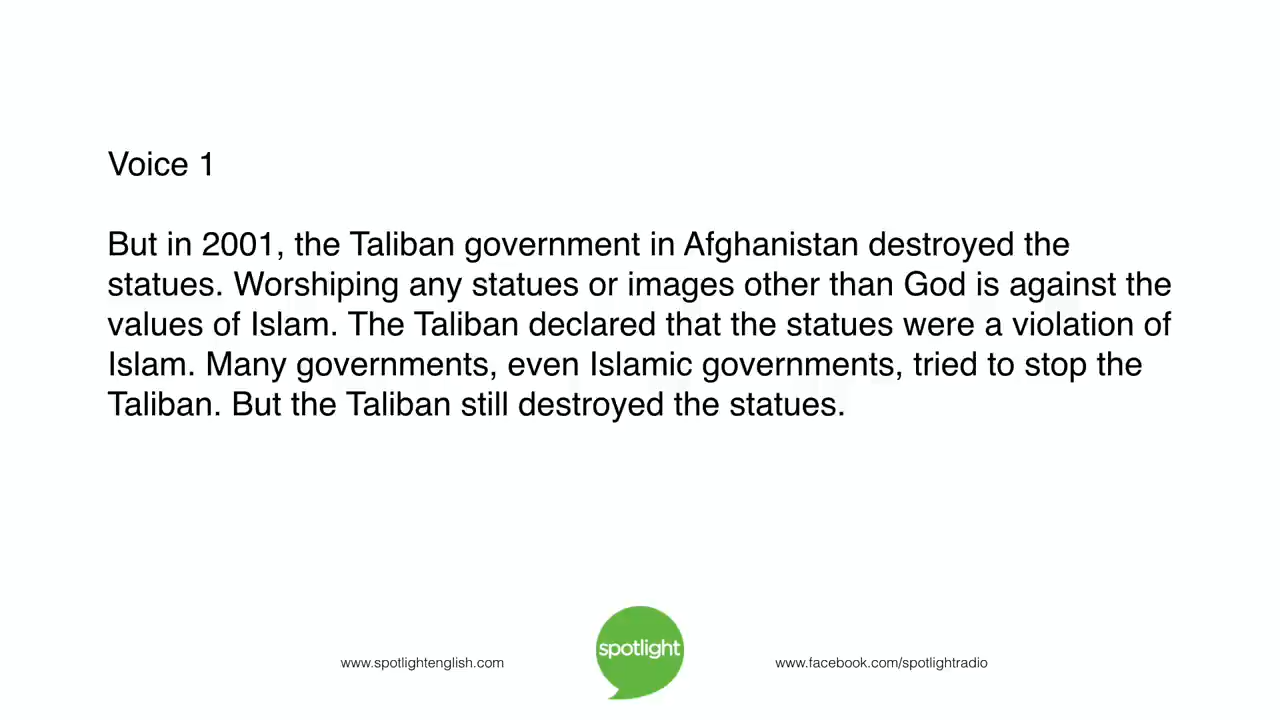 Voice 1
But in 2001, the Taliban government in Afghanistan destroyed the
statues. Worshiping any statues or images other than God is against the
values of Islam. The Taliban declared that the statues were a violation of
Islam. Many governments, even Islamic governments, tried to stop the
Taliban. But the Taliban still destroyed the statues.
www.spotlightenglish.com
spotlight
www.facebook.com/spotlightradio